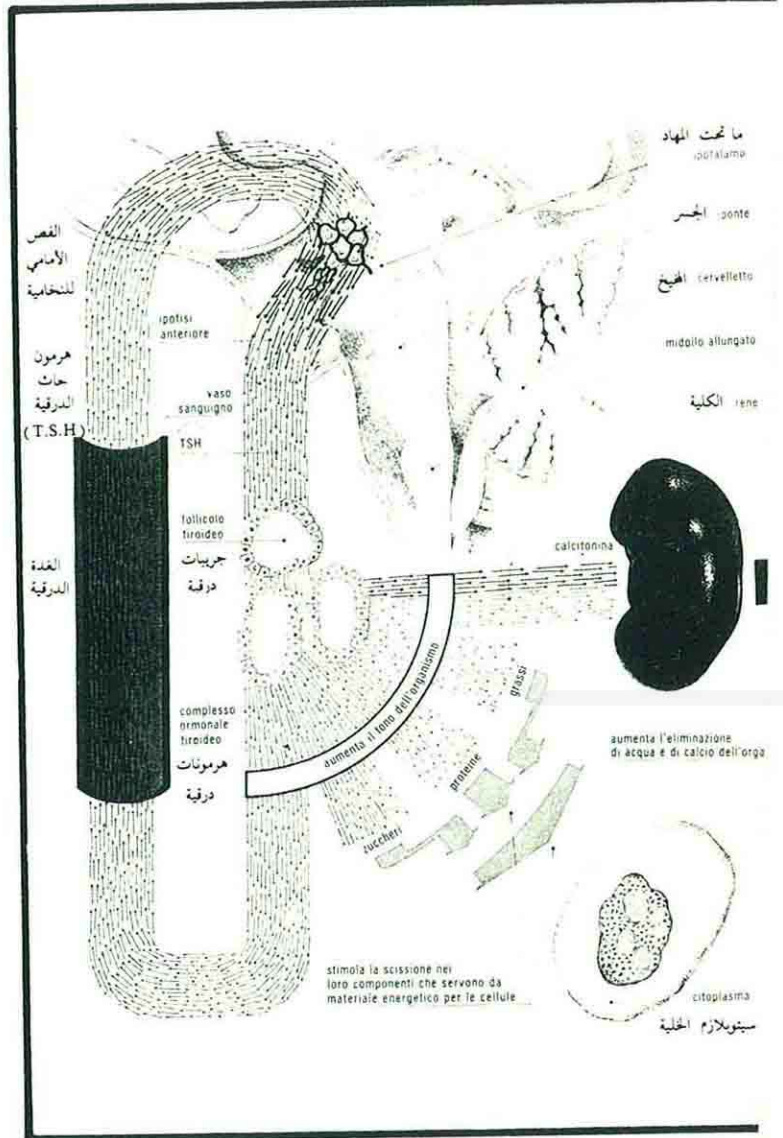 ما تحت المهاد
ipotalamo
الجسر ponte
المخيخ cervelletto
midollo allungato
الكلية rene
الفص
الأمامي
للنخامية
ipofisi
anteriore
هرمون
حاث
الدرقية
(T.S.H)
vaso
sanguigno
TSH
follicolo
tiroideo
جريبات
درقية
الغدة
الدرقية
calcitonina
complesso
ormonale
tiroideo
هرمونات
درقية
aumenta il tono dell'organismo
grassi
proteine
zuccheri
aumenta l'eliminazione
di acqua e di calcio dell'orga
stimola la scissione nei
loro componenti che servono da
materiale energetico per le cellule
citoplasma
سيتوبلازم الخلية